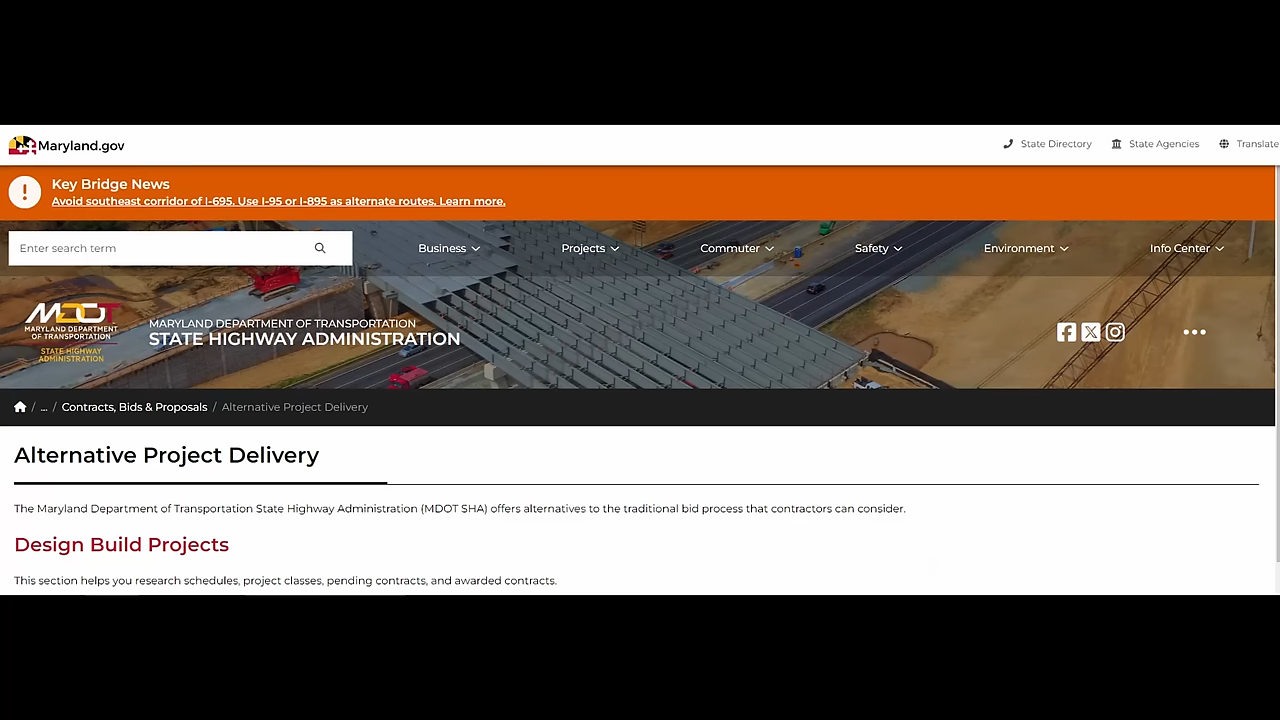 Maryland.gov
State Directory
State Agencies
Translate
Key Bridge News
Avoid southeast corridor of I-695. Use I-95 or I-895 as alternate routes. Learn more.
Enter search term
Business
Projects
Commuter
Safety
Environment
Info Center
MDOT
MARYLAND DEPARTMENT
OF TRANSPORTATION
STATE HIGHWAY
ADMINISTRATION
MARYLAND DEPARTMENT OF TRANSPORTATION
STATE HIGHWAY ADMINISTRATION
/ ... / Contracts, Bids & Proposals / Alternative Project Delivery
Alternative Project Delivery
The Maryland Department of Transportation State Highway Administration (MDOT SHA) offers alternatives to the traditional bid process that contractors can consider.
Design Build Projects
This section helps you research schedules, project classes, pending contracts, and awarded contracts.